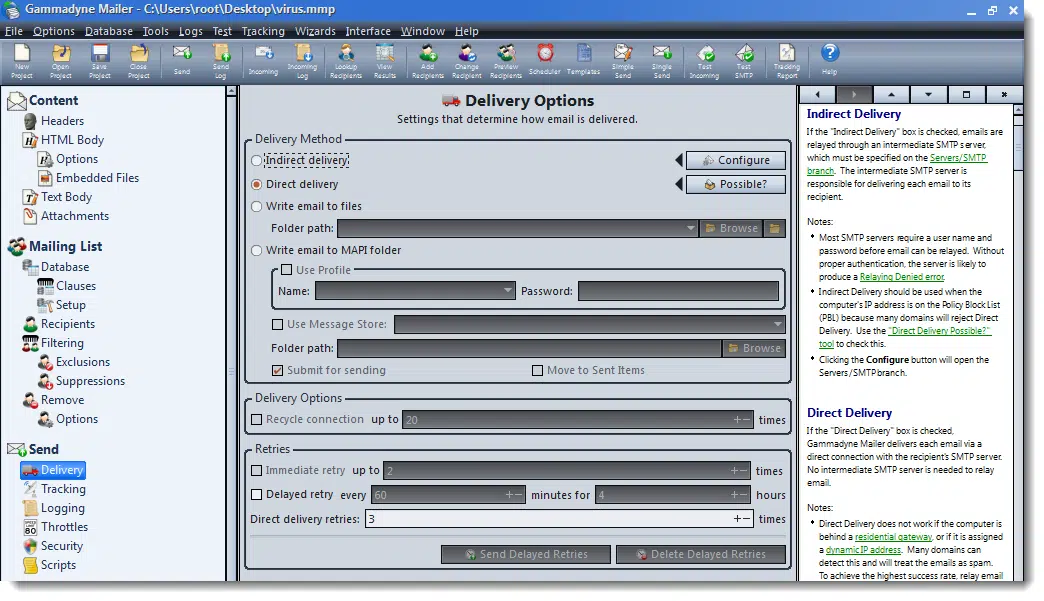 Gammadyne Mailer - C:\Users\root\Desktop\virus.mmp
File Options Database Tools Logs Test Tracking Wizards Interface Window Help
New Project
Open Project
Save Project
Close Project
Send
Send Log
Incoming
Incoming Log
Lookup Recipients
View Results
Add Recipients
Change Recipient
Preview Recipients
Scheduler
Templates
Simple Send
Single Send
Test Incoming
Test SMTP
Tracking Report
Help
Content
Headers
HTML Body
Options
Embedded Files
Text Body
Attachments
Mailing List
Database
Clauses
Setup
Recipients
Filtering
Exclusions
Suppressions
Remove
Options
Send
Delivery
Tracking
Logging
Throttles
Security
Scripts
Delivery Options
Settings that determine how email is delivered.
Delivery Method
Indirect delivery
Configure
Direct delivery
Possible?
Write email to files
Folder path:
Browse
Write email to MAPI folder
Use Profile
Name:
Password:
Use Message Store:
Folder path:
Browse
Submit for sending
Move to Sent Items
Delivery Options
Recycle connection up to 20 times
Retries
Immediate retry up to 2 times
Delayed retry every 60 minutes for 4 hours
Direct delivery retries: 3 times
Send Delayed Retries
Delete Delayed Retries
Indirect Delivery
If the "Indirect Delivery" box is checked, emails are
relayed through an intermediate SMTP server,
which must be specified on the Servers/SMTP
branch. The intermediate SMTP server is
responsible for delivering each email to its
recipient.
Notes:
• Most SMTP servers require a user name and
password before email can be relayed. Without
proper authentication, the server is likely to
produce a Relaying Denied error.
• Indirect Delivery should be used when the
computer's IP address is on the Policy Block List
(PBL) because many domains will reject Direct
Delivery. Use the "Direct Delivery Possible?"
tool to check this.
• Clicking the Configure button will open the
Servers/SMTP branch.
Direct Delivery
If the "Direct Delivery" box is checked,
Gammadyne Mailer delivers each email via a
direct connection with the recipient's SMTP server.
No intermediate SMTP server is needed to relay
email.
Notes:
• Direct Delivery does not work if the computer is
behind a residential gateway, or if it is assigned
a dynamic IP address. Many domains can
detect this and will treat the emails as spam.
To achieve the highest success rate, relay email